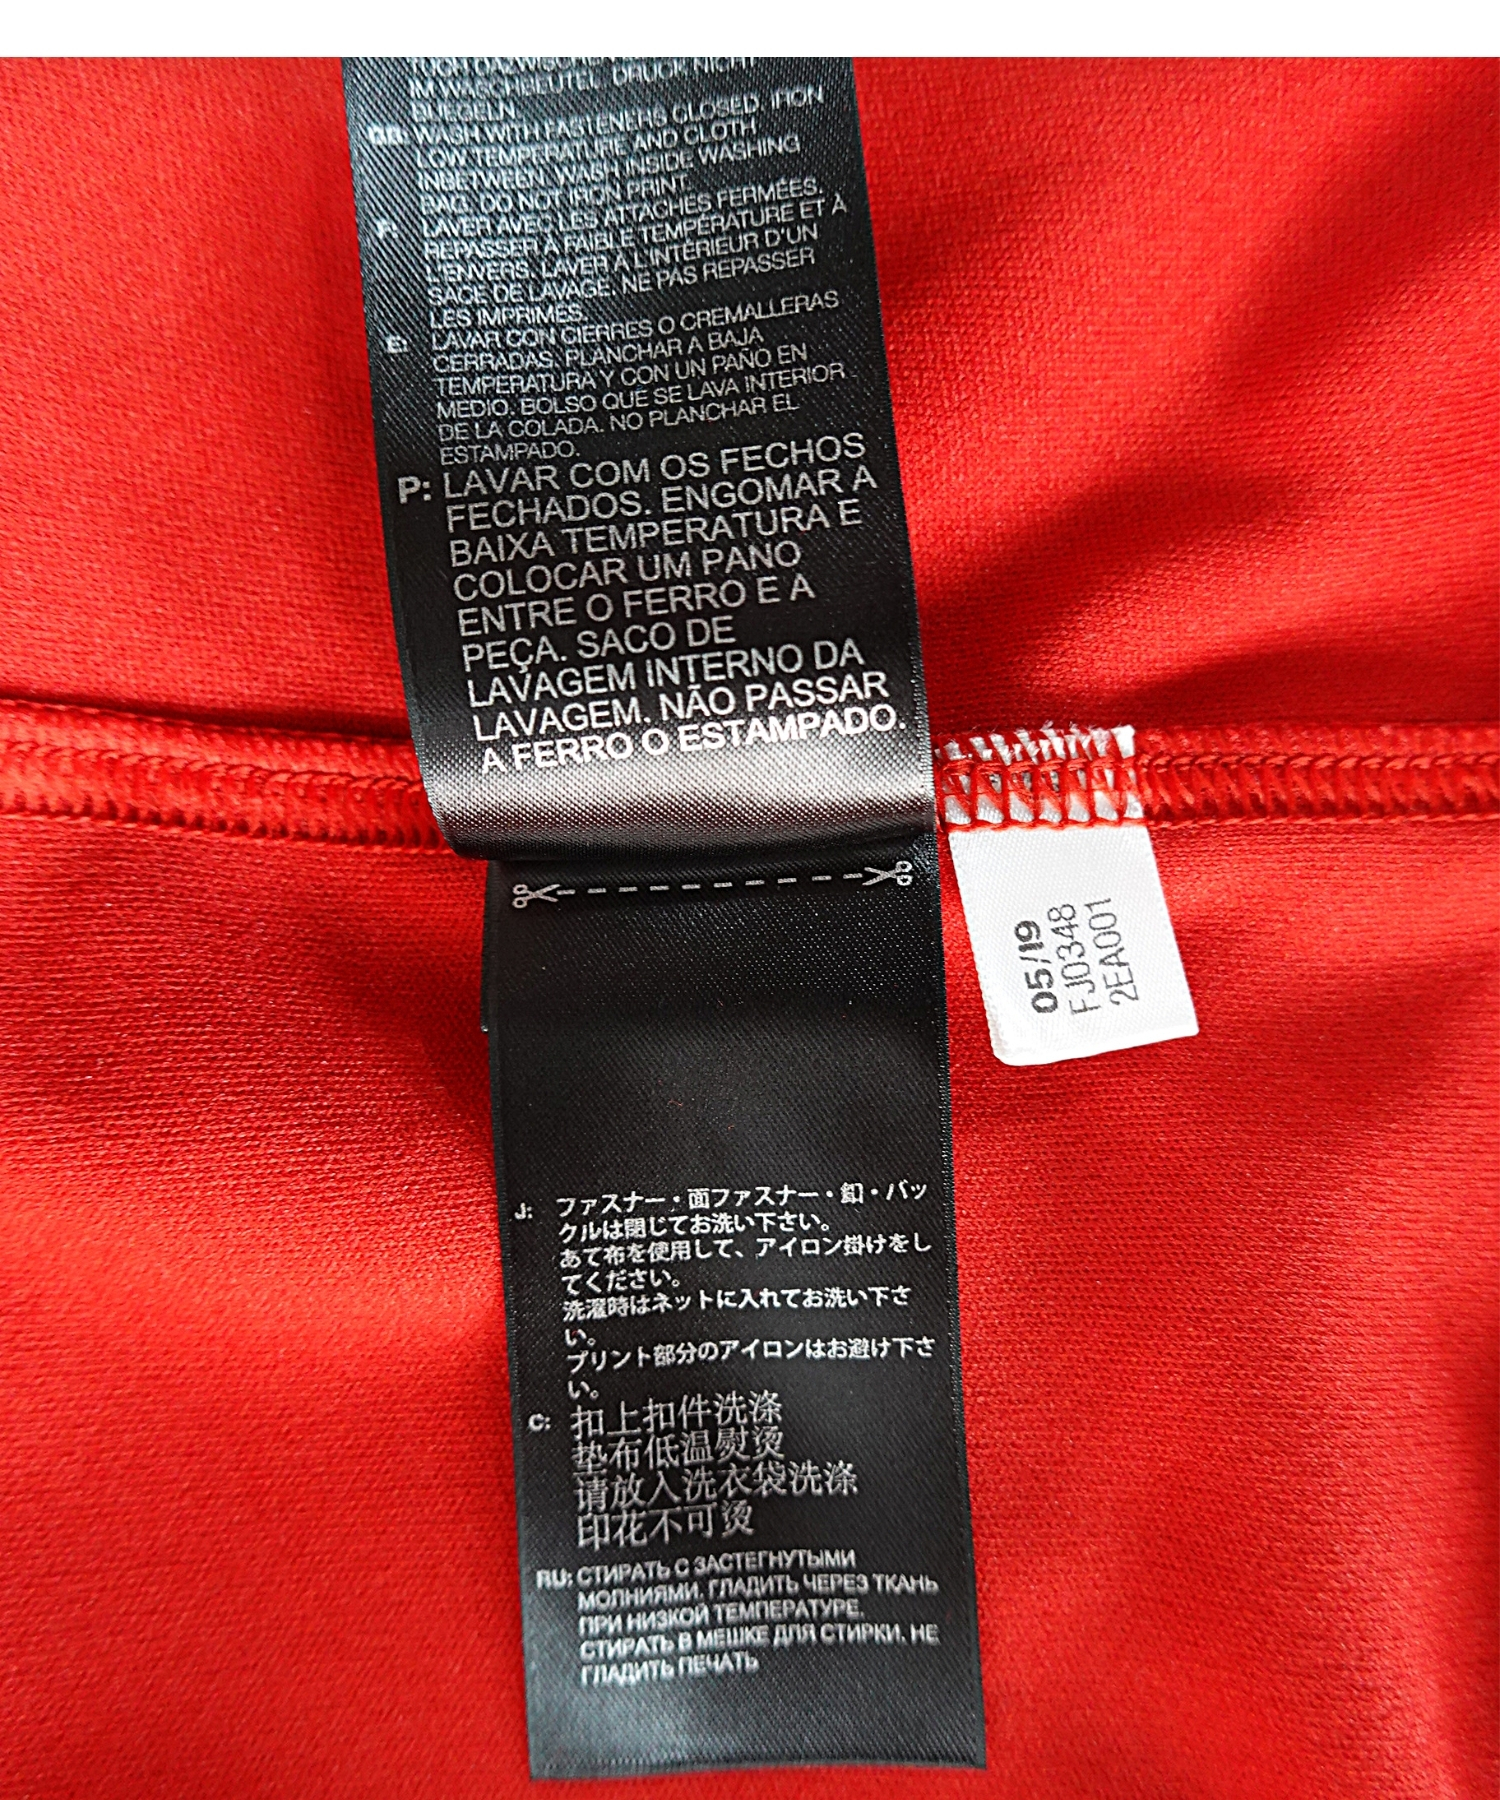 IM WASCHBEUTEL. DRUCK NICHT
BUEGELN.
GB: WASH WITH FASTENERS CLOSED. IRON
LOW TEMPERATURE AND CLOTH
INBETWEEN. WASH INSIDE WASHING
BAG. DO NOT IRON PRINT.
F: LAVER AVEC LES ATTACHES FERMÉES.
REPASSER À FAIBLE TEMPÉRATURE ET À
L'ENVERS. LAVER À L'INTÉRIEUR D'UN
SACE DE LAVAGE. NE PAS REPASSER
LES IMPRIMÉS.
E: LAVAR CON CIERRES O CREMALLERAS
CERRADAS. PLANCHAR A BAJA
TEMPERATURA Y CON UN PAÑO EN
MEDIO. BOLSO QUE SE LAVA INTERIOR
DE LA COLADA. NO PLANCHAR EL
ESTAMPADO.
P: LAVAR COM OS FECHOS
FECHADOS. ENGOMAR A
BAIXA TEMPERATURA E
COLOCAR UM PANO
ENTRE O FERRO E A
PEÇA. SACO DE
LAVAGEM INTERNO DA
LAVAGEM. NÃO PASSAR
A FERRO O ESTAMPADO.
05/19
FJ0348
2EA001
J: ファスナー・面ファスナー・釦・バッ
クルは閉じてお洗い下さい。
あて布を使用して、アイロン掛けをし
てください。
洗濯時はネットに入れてお洗い下さ
い。
プリント部分のアイロンはお避け下さ
い。
C: 扣上扣件洗涤
垫布低温熨烫
请放入洗衣袋洗涤
印花不可烫
RU: СТИРАТЬ С ЗАСТЕГНУТЫМИ
МОЛНИЯМИ. ГЛАДИТЬ ЧЕРЕЗ ТКАНЬ
ПРИ НИЗКОЙ ТЕМПЕРАТУРЕ.
СТИРАТЬ В МЕШКЕ ДЛЯ СТИРКИ. НЕ
ГЛАДИТЬ ПЕЧАТЬ